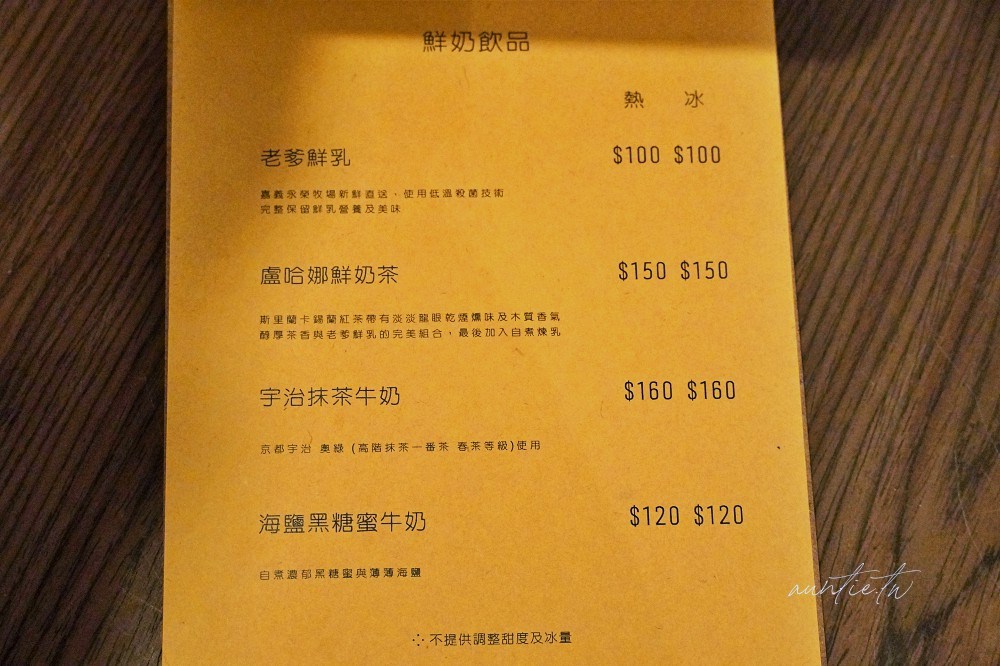 鮮奶飲品
熱 冰
老爹鮮乳 $100 $100
嘉義永榮牧場新鮮直送、使用低溫殺菌技術
完整保留鮮乳營養及美味
盧哈娜鮮奶茶 $150 $150
斯里蘭卡錫蘭紅茶帶有淡淡龍眼乾煙燻味及木質香氣
醇厚茶香與老爹鮮乳的完美組合，最後加入自煮煉乳
宇治抹茶牛奶 $160 $160
京都宇治 奧綠 (高階抹茶一番茶 春茶等級)使用
海鹽黑糖蜜牛奶 $120 $120
自煮濃郁黑糖蜜與薄薄海鹽
不提供調整甜度及冰量
auntie.tw